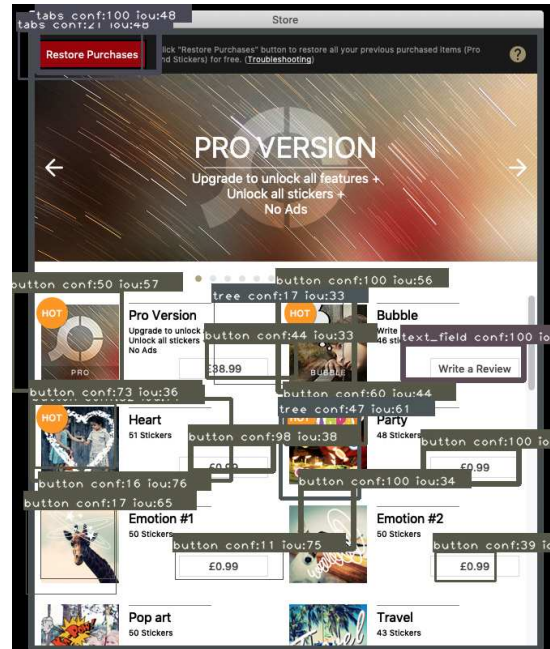 tabs conf:100 iou:48
tabs conf:21 iou:48
Store
Restore Purchases
lick "Restore Purchases" button to restore all your previous purchased items (Pro
nd Stickers) for free. (Troubleshooting)
?
PRO VERSION
Upgrade to unlock all features +
Unlock all stickers +
No Ads
button conf:50 iou:57
button conf:100 iou:56
tree conf:17 iou:33
HOT
Pro Version
Upgrade to unlock
Unlock all stickers
No Ads
PRO
button conf:44 iou:33
£38.99
HOT
Bubble
Write
46 sti
BUBBLE
text_field conf:100 io
Write a Review
button conf:73 iou:36
button conf:60 iou:44
tree conf:47 iou:61
HOT
Heart
51 Stickers
button conf:98 iou:38
£0.99
HOT
Party
48 Stickers
button conf:100 io
£0.99
button conf:16 iou:76
button conf:100 iou:34
button conf:17 iou:65
Emotion #1
50 Stickers
button conf:11 iou:75
£0.99
Emotion #2
50 Stickers
button conf:39 io
£0.99
Pop art
50 Stickers
Travel
43 Stickers